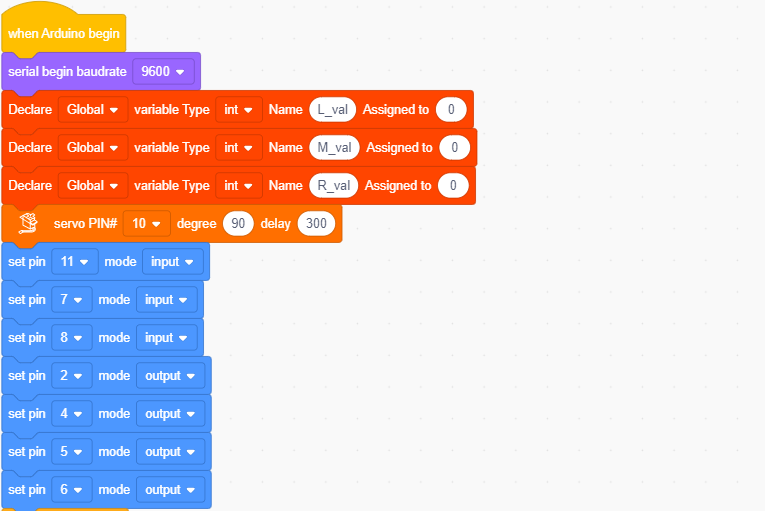 when Arduino begin
serial begin baudrate 9600
Declare Global variable Type int Name L_val Assigned to 0
Declare Global variable Type int Name M_val Assigned to 0
Declare Global variable Type int Name R_val Assigned to 0
servo PIN# 10 degree 90 delay 300
set pin 11 mode input
set pin 7 mode input
set pin 8 mode input
set pin 2 mode output
set pin 4 mode output
set pin 5 mode output
set pin 6 mode output